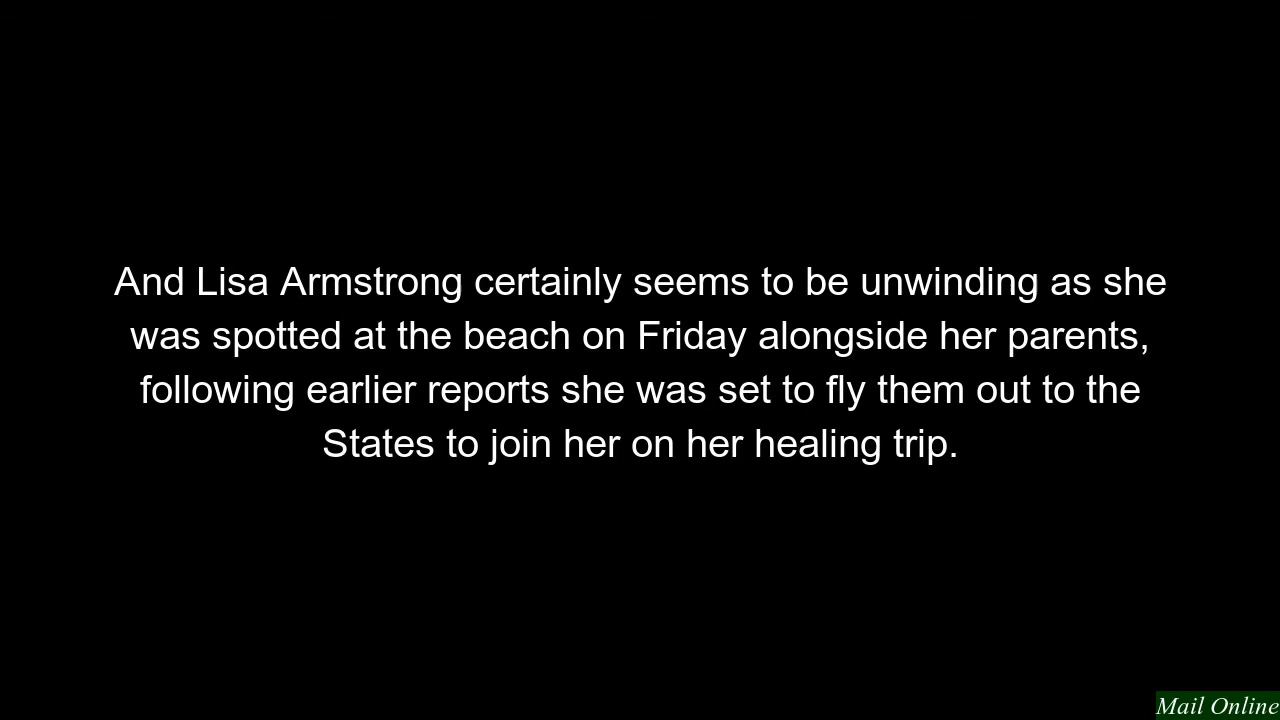 And Lisa Armstrong certainly seems to be unwinding as she
was spotted at the beach on Friday alongside her parents,
following earlier reports she was set to fly them out to the
States to join her on her healing trip.
Mail Online